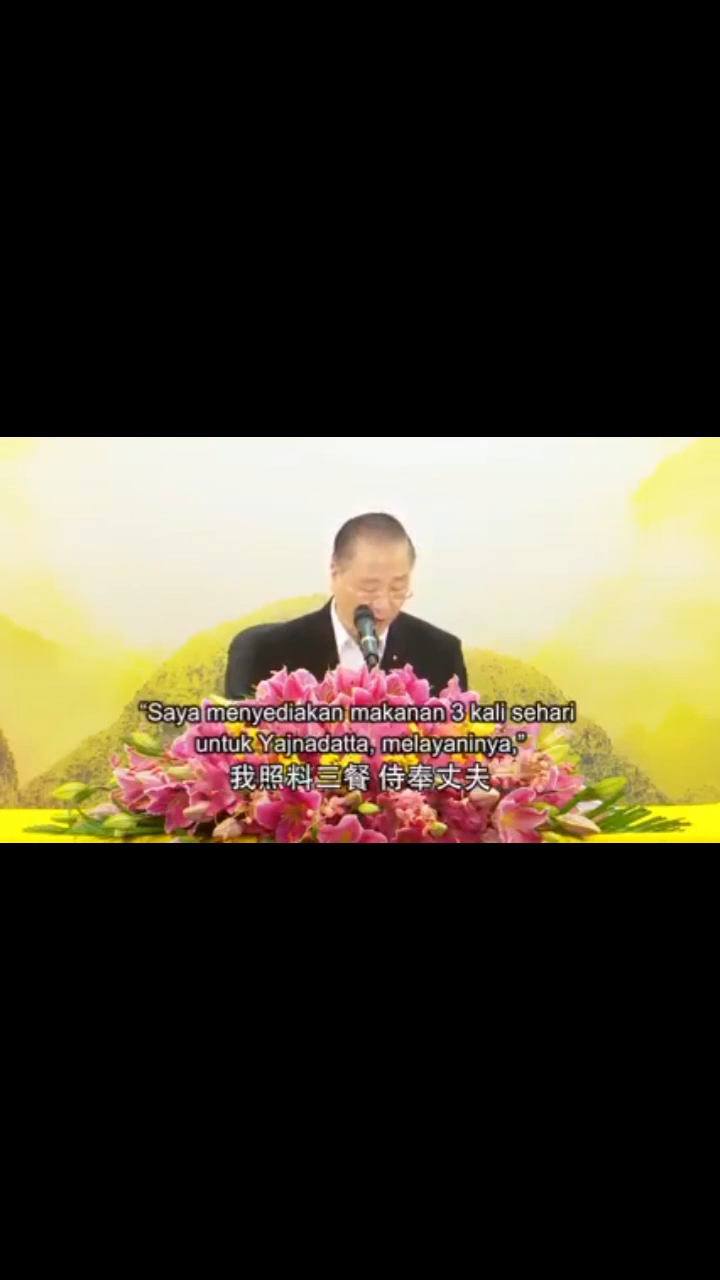 “Saya menyediakan makanan 3 kali sehari
untuk Yajnadatta, melayaninya,”
我照料三餐 侍奉丈夫